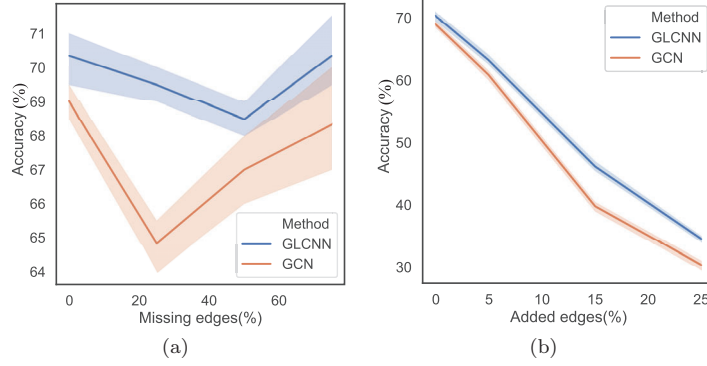 71
70
69
68
67
66
65
64
Accuracy (%)
Method
GLCNN
GCN
0
20
40
60
Missing edges(%)
(a)
70
60
50
40
30
Accuracy (%)
Method
GLCNN
GCN
0
5
10
15
20
25
Added edges(%)
(b)